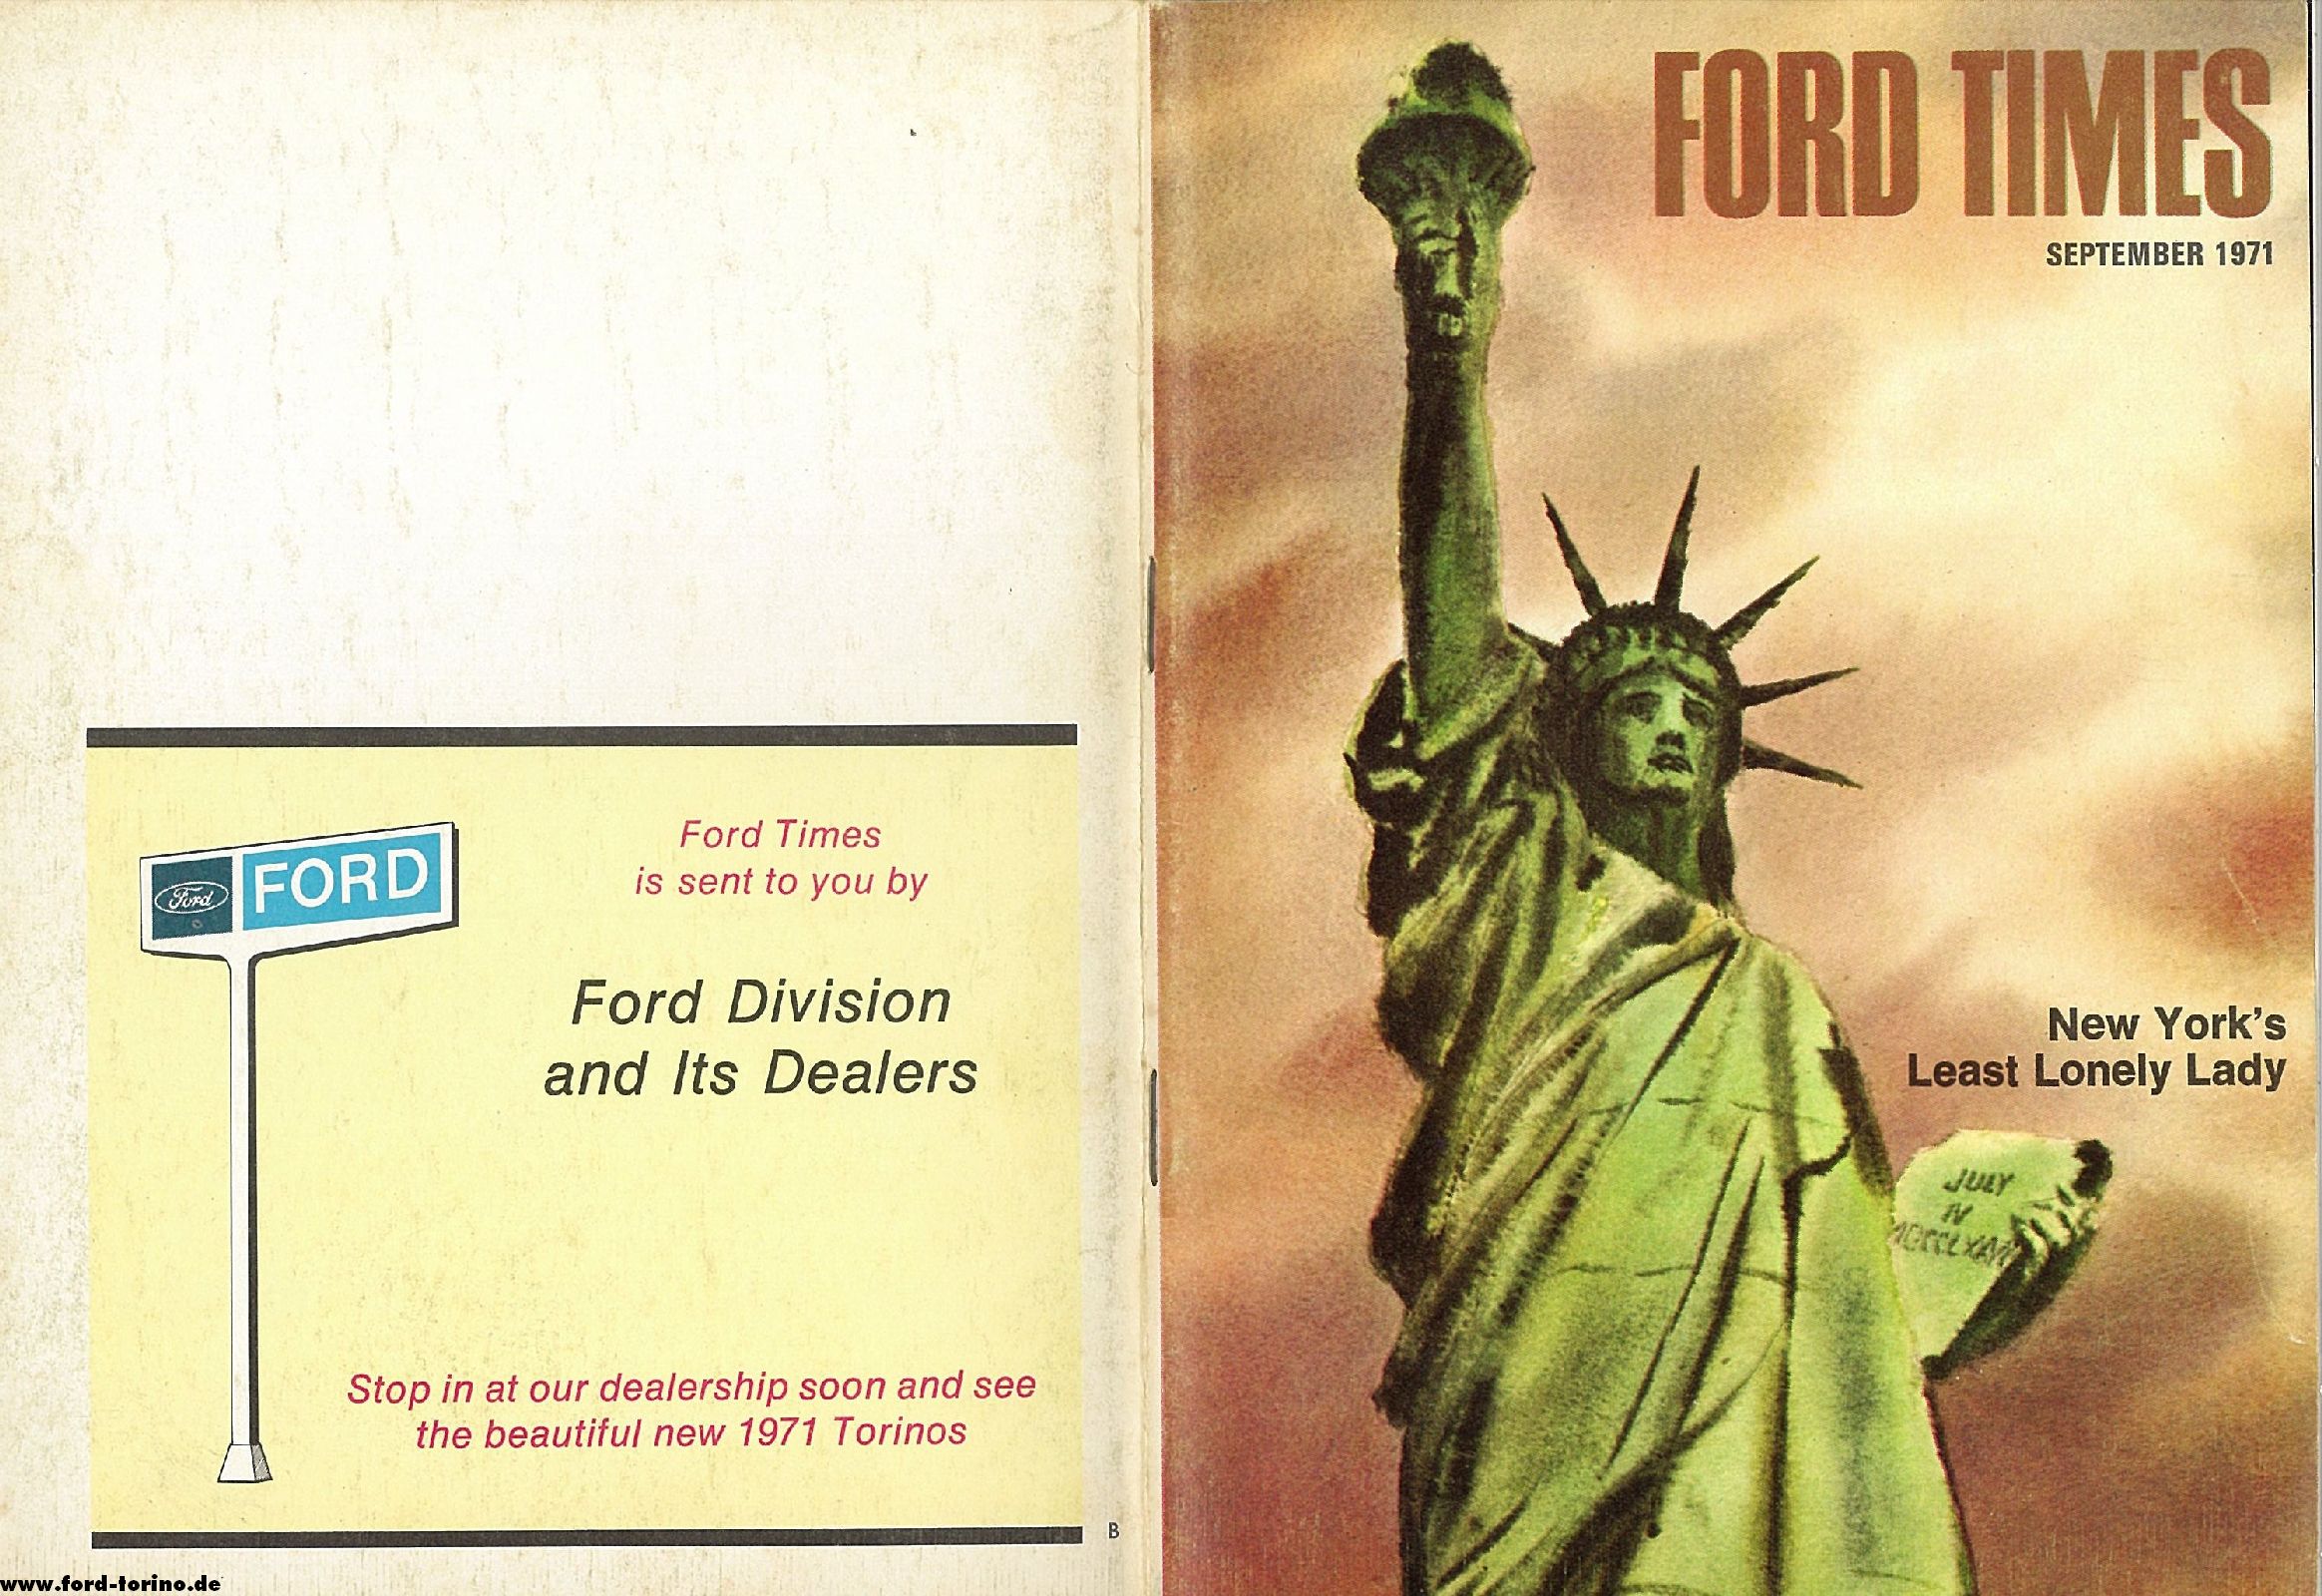 FORD TIMES
SEPTEMBER 1971
New York's
Least Lonely Lady
JULY
IV
Ford
FORD
Ford Times
is sent to you by
Ford Division
and Its Dealers
Stop in at our dealership soon and see
the beautiful new 1971 Torinos
B
www.ford-torino.de